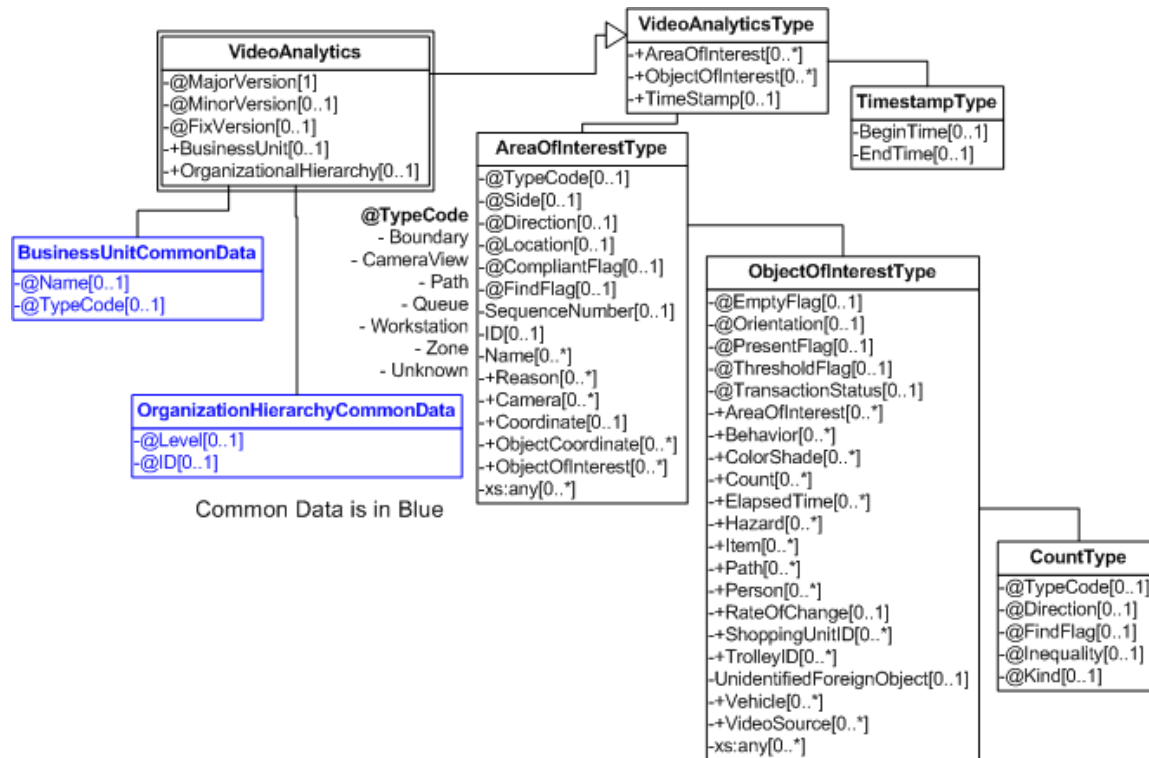 VideoAnalytics
-@MajorVersion[1]
-@MinorVersion[0..1]
-@FixVersion[0..1]
-+BusinessUnit[0..1]
-+OrganizationalHierarchy[0..1]
VideoAnalyticsType
-+AreaOfInterest[0..*]
-+ObjectOfInterest[0..*]
-+TimeStamp[0..1]
TimestampType
-BeginTime[0..1]
-EndTime[0..1]
AreaOfInterestType
-@TypeCode[0..1]
-@Side[0..1]
-@Direction[0..1]
-@Location[0..1]
-@CompliantFlag[0..1]
-@FindFlag[0..1]
-SequenceNumber[0..1]
-ID[0..1]
-Name[0..*]
-+Reason[0..*]
-+Camera[0..*]
-+Coordinate[0..1]
-+ObjectCoordinate[0..*]
-+ObjectOfInterest[0..*]
-xs:any[0..*]
@TypeCode
- Boundary
- CameraView
- Path
- Queue
- Workstation
- Zone
- Unknown
BusinessUnitCommonData
-@Name[0..1]
-@TypeCode[0..1]
OrganizationHierarchyCommonData
-@Level[0..1]
-@ID[0..1]
Common Data is in Blue
ObjectOfInterestType
-@EmptyFlag[0..1]
-@Orientation[0..1]
-@PresentFlag[0..1]
-@ThresholdFlag[0..1]
-@TransactionStatus[0..1]
-+AreaOfInterest[0..*]
-+Behavior[0..*]
-+ColorShade[0..*]
-+Count[0..*]
-+ElapsedTime[0..*]
-+Hazard[0..*]
-+Item[0..*]
-+Path[0..*]
-+Person[0..*]
-+RateOfChange[0..1]
-+ShoppingUnitID[0..*]
-+TrolleyID[0..*]
-UnidentifiedForeignObject[0..1]
-+Vehicle[0..*]
-+VideoSource[0..*]
-xs:any[0..*]
CountType
-@TypeCode[0..1]
-@Direction[0..1]
-@FindFlag[0..1]
-@Inequality[0..1]
-@Kind[0..1]